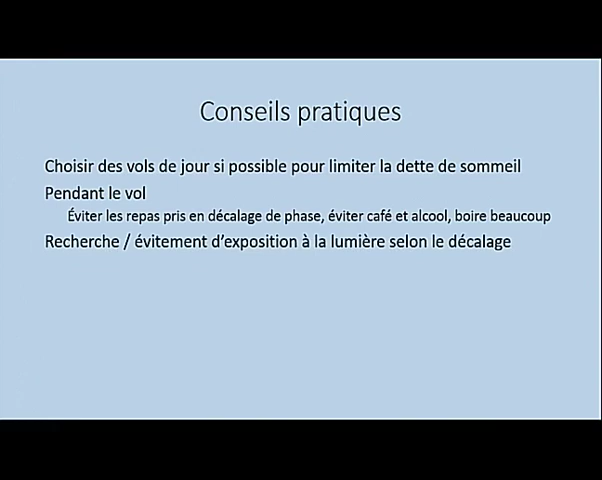 Conseils pratiques
Choisir des vols de jour si possible pour limiter la dette de sommeil
Pendant le vol
Éviter les repas pris en décalage de phase, éviter café et alcool, boire beaucoup
Recherche / évitement d'exposition à la lumière selon le décalage